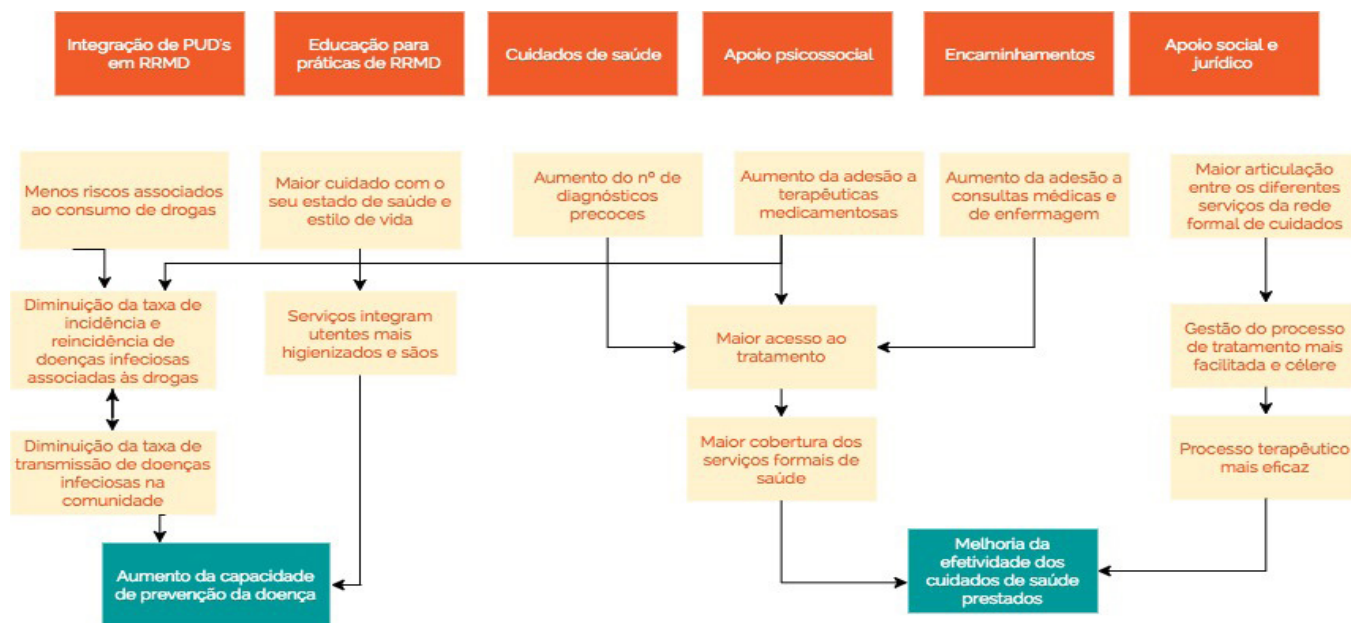 Integração de PUD's
em RRMD
Educação para
práticas de RRMD
Cuidados de saúde
Apoio psicossocial
Encaminhamentos
Apoio social e
jurídico
Menos riscos associados
ao consumo de drogas
Maior cuidado com o
seu estado de saúde e
estilo de vida
Aumento do nº de
diagnósticos
precoces
Aumento da adesão a
terapêuticas
medicamentosas
Aumento da adesão a
consultas médicas e
de enfermagem
Maior articulação
entre os diferentes
serviços da rede
formal de cuidados
Diminuição da taxa de
incidência e
reincidência de
doenças infeciosas
associadas às drogas
Serviços integram
utentes mais
higienizados e sãos
Maior acesso ao
tratamento
Gestão do processo
de tratamento mais
facilitada e célere
Diminuição da taxa de
transmissão de doenças
infeciosas na
comunidade
Maior cobertura dos
serviços formais de
saúde
Processo terapêutico
mais eficaz
Aumento da capacidade
de prevenção da doença
Melhoria da
efetividade dos
cuidados de saúde
prestados